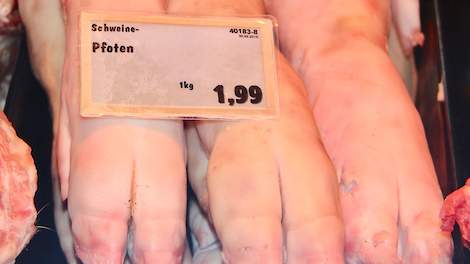 Schweine-
40183-8
Pfoten
1kg
1,99